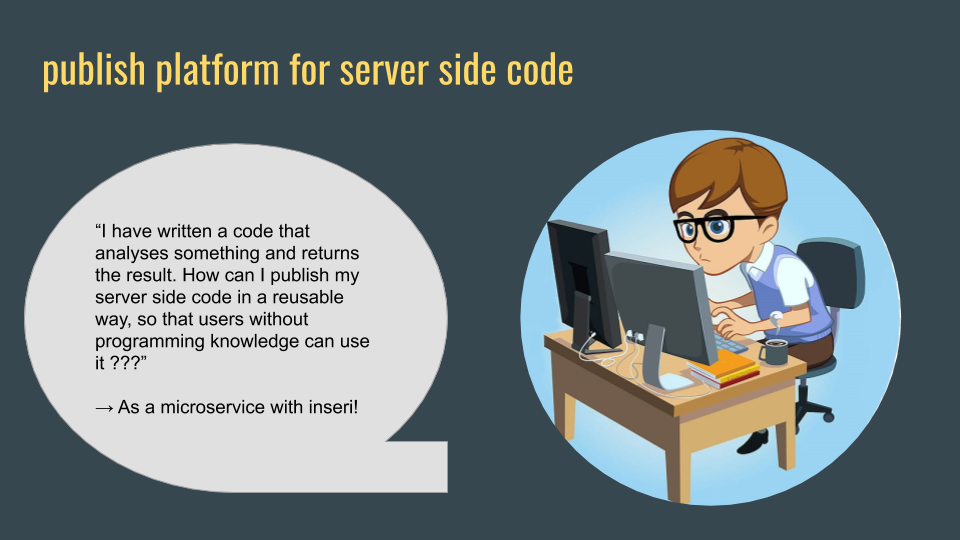 publish platform for server side code
“I have written a code that
analyses something and returns
the result. How can I publish my
server side code in a reusable
way, so that users without
programming knowledge can use
it ???”
→ As a microservice with inseri!